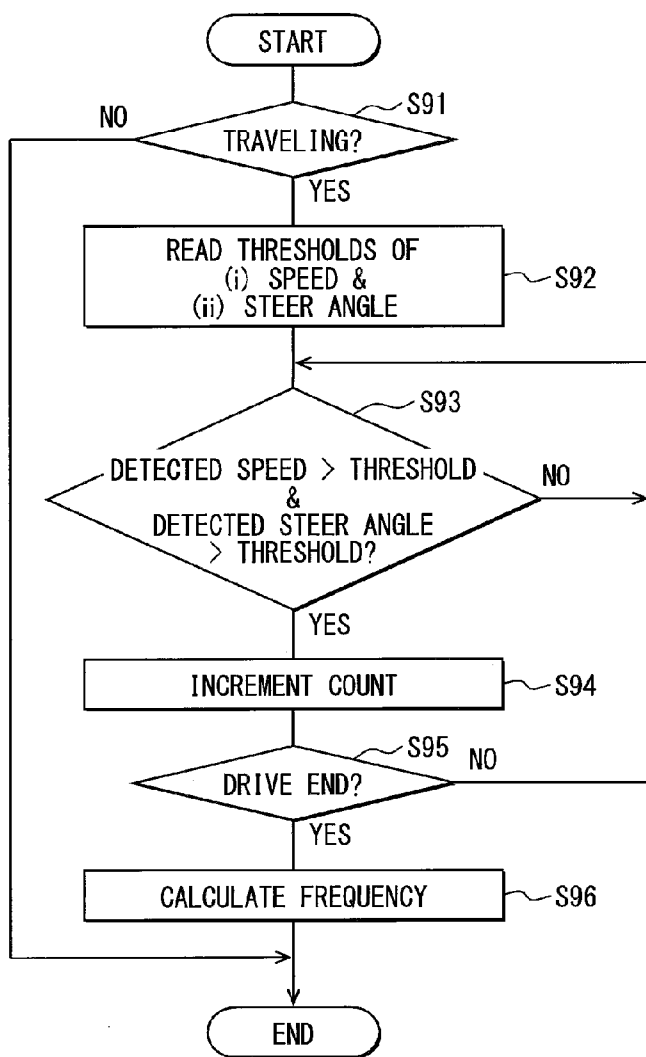 START
S91
NO
TRAVELING?
YES
READ THRESHOLDS OF
(i) SPEED &
(ii) STEER ANGLE
S92
S93
DETECTED SPEED > THRESHOLD
&
DETECTED STEER ANGLE
> THRESHOLD?
NO
YES
INCREMENT COUNT
S94
S95
DRIVE END?
NO
YES
CALCULATE FREQUENCY
S96
END